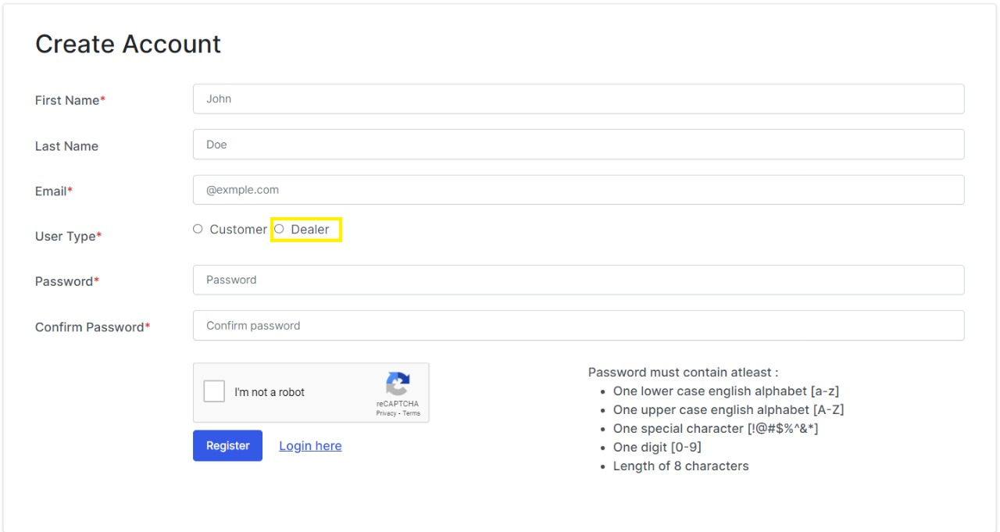 Create Account
First Name* John
Last Name Doe
Email* @exmple.com
User Type* Customer Dealer
Password* Password
Confirm Password* Confirm password
I'm not a robot
reCAPTCHA
Privacy - Terms
Register Login here
Password must contain atleast :
• One lower case english alphabet [a-z]
• One upper case english alphabet [A-Z]
• One special character [!@#$%^&*]
• One digit [0-9]
• Length of 8 characters